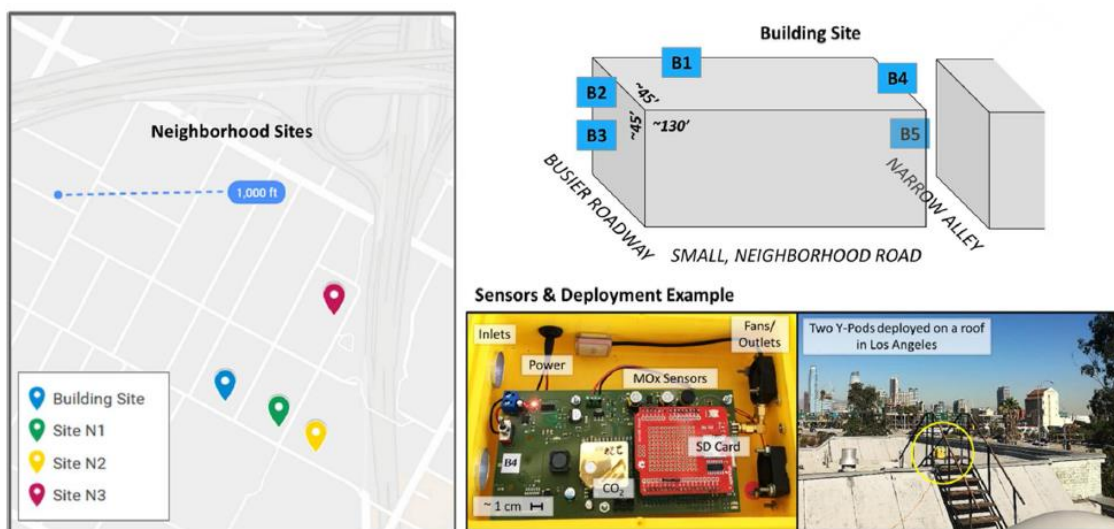 Neighborhood Sites
1,000 ft
Building Site
Site N1
Site N2
Site N3
Building Site
B1
B2
B3
B4
B5
~45'
~45'
~130'
BUSIER ROADWAY
NARROW ALLEY
SMALL, NEIGHBORHOOD ROAD
Sensors & Deployment Example
Inlets
Power
Fans/
Outlets
MOx Sensors
SD Card
B4
CO2
~ 1 cm
Two Y-Pods deployed on a roof
in Los Angeles